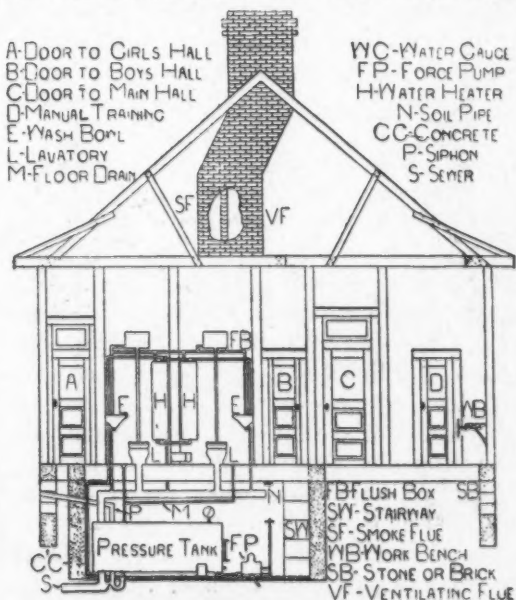 A-DOOR TO GIRLS HALL
B-DOOR TO BOYS HALL
C-DOOR TO MAIN HALL
D-MANUAL TRAINING
E-WASH BOWL
L-LAVATORY
M-FLOOR DRAIN
WC-WATER GAUGE
FP-FORCE PUMP
H-WATER HEATER
N-SOIL PIPE
CC-CONCRETE
P-SIPHON
S-SEWER
SF
VF
FB
A
E
H
H
E
B
C
D
WB
L
L
N
P
M
SW
FP
PRESSURE TANK
CC
S
FB-FLUSH BOX
SB
SW-STAIRWAY
SF-SMOKE FLUE
WB-WORK BENCH
SB-STONE OR BRICK
VF-VENTILATING FLUE